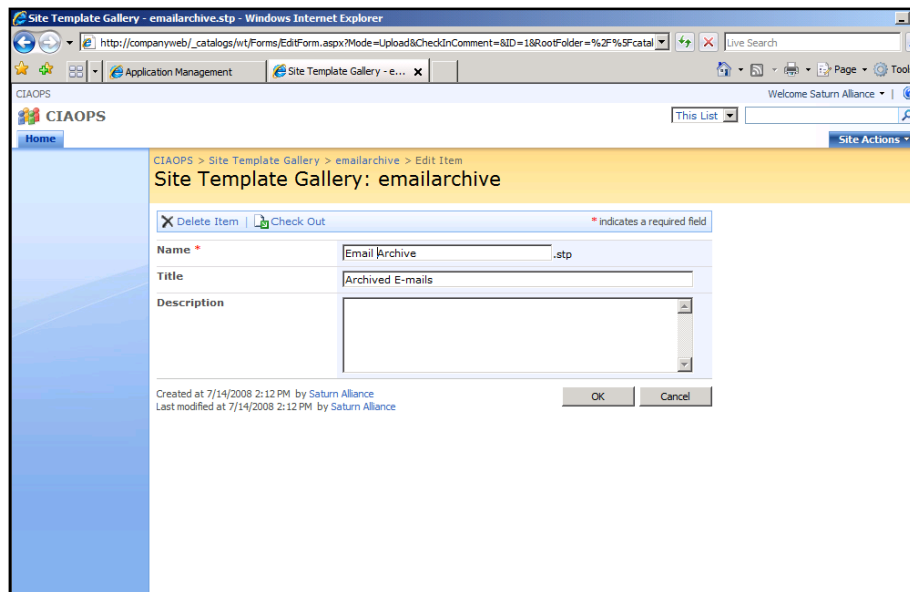 Site Template Gallery - emailarchive.stp - Windows Internet Explorer
http://companyweb/_catalogs/wt/Forms/EditForm.aspx?Mode=Upload&CheckInComment=&ID=1&RootFolder=%2F%5Fcatal
Live Search
Application Management
Site Template Gallery - e...
Page
Tool
CIAOPS
Welcome Saturn Alliance
CIAOPS
This List
Home
Site Actions
CIAOPS > Site Template Gallery > emailarchive > Edit Item
Site Template Gallery: emailarchive
Delete Item | Check Out
* indicates a required field
Name *
Email Archive
.stp
Title
Archived E-mails
Description
Created at 7/14/2008 2:12 PM by Saturn Alliance
Last modified at 7/14/2008 2:12 PM by Saturn Alliance
OK
Cancel